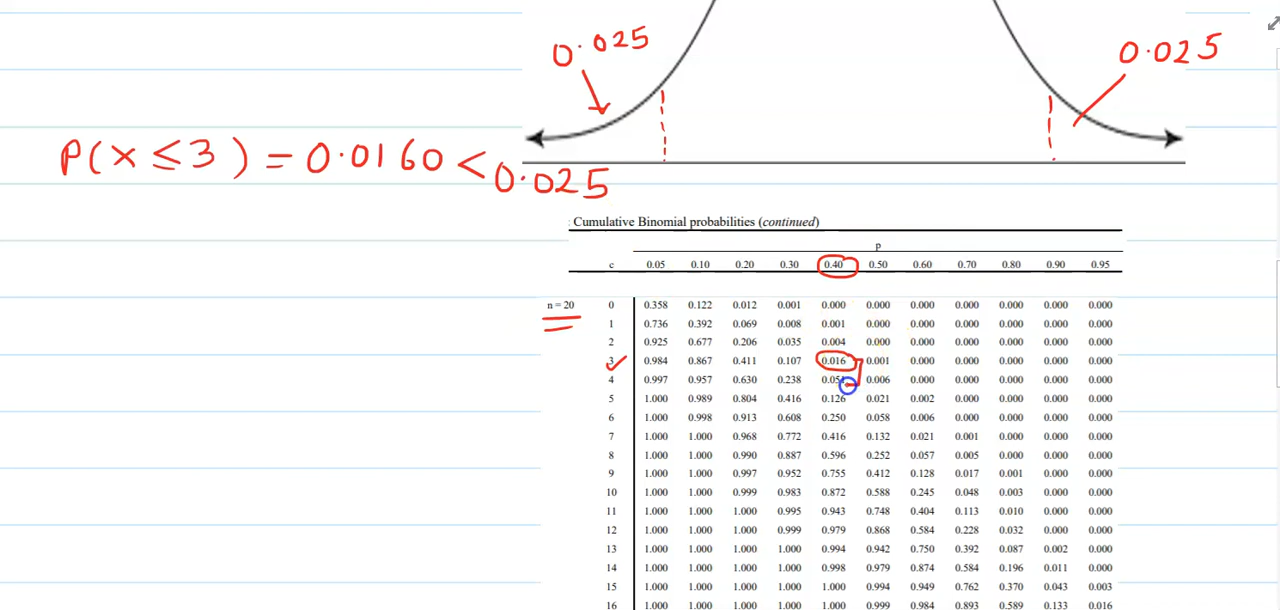 0.025
0.025
P(x ≤ 3) = 0.0160 < 0.025
: Cumulative Binomial probabilities (continued)
p
c 0.05 0.10 0.20 0.30 0.40 0.50 0.60 0.70 0.80 0.90 0.95
n = 20 0 0.358 0.122 0.012 0.001 0.000 0.000 0.000 0.000 0.000 0.000 0.000
1 0.736 0.392 0.069 0.008 0.001 0.000 0.000 0.000 0.000 0.000 0.000
2 0.925 0.677 0.206 0.035 0.004 0.000 0.000 0.000 0.000 0.000 0.000
3 0.984 0.867 0.411 0.107 0.016 0.001 0.000 0.000 0.000 0.000 0.000
4 0.997 0.957 0.630 0.238 0.006 0.000 0.000 0.000 0.000 0.000
5 1.000 0.989 0.804 0.416 0.126 0.021 0.002 0.000 0.000 0.000 0.000
6 1.000 0.998 0.913 0.608 0.250 0.058 0.006 0.000 0.000 0.000 0.000
7 1.000 1.000 0.968 0.772 0.416 0.132 0.021 0.001 0.000 0.000 0.000
8 1.000 1.000 0.990 0.887 0.596 0.252 0.057 0.005 0.000 0.000 0.000
9 1.000 1.000 0.997 0.952 0.755 0.412 0.128 0.017 0.001 0.000 0.000
10 1.000 1.000 0.999 0.983 0.872 0.588 0.245 0.048 0.003 0.000 0.000
11 1.000 1.000 1.000 0.995 0.943 0.748 0.404 0.113 0.010 0.000 0.000
12 1.000 1.000 1.000 0.999 0.979 0.868 0.584 0.228 0.032 0.000 0.000
13 1.000 1.000 1.000 1.000 0.994 0.942 0.750 0.392 0.087 0.002 0.000
14 1.000 1.000 1.000 1.000 0.998 0.979 0.874 0.584 0.196 0.011 0.000
15 1.000 1.000 1.000 1.000 1.000 0.994 0.949 0.762 0.370 0.043 0.003
16 1.000 1.000 1.000 1.000 1.000 0.999 0.984 0.893 0.589 0.133 0.016